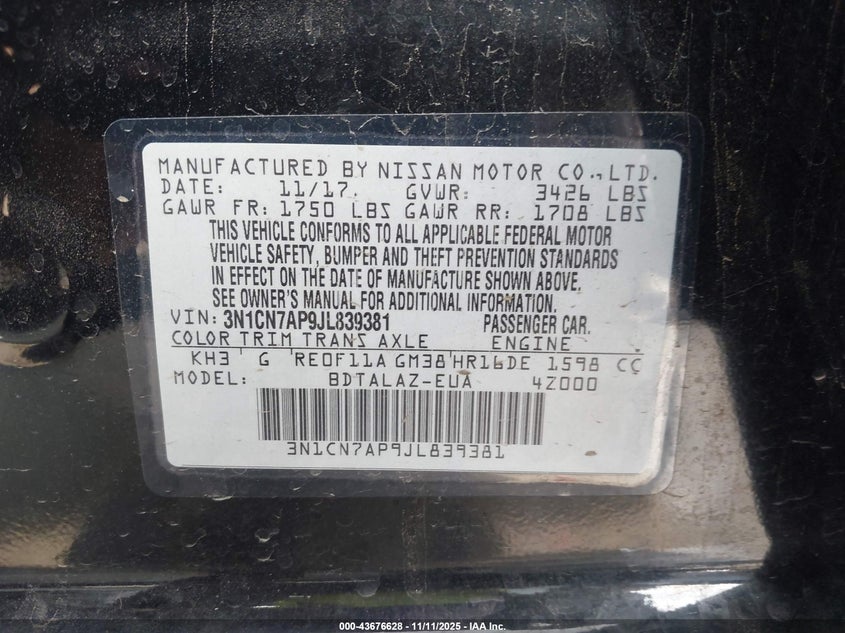 MANUFACTURED BY NISSAN MOTOR CO., LTD.
DATE: 11/17. GVWR: 3426 LBS
GAWR FR: 1750 LBS GAWR RR: 1708 LBS
THIS VEHICLE CONFORMS TO ALL APPLICABLE FEDERAL MOTOR
VEHICLE SAFETY, BUMPER AND THEFT PREVENTION STANDARDS
IN EFFECT ON THE DATE OF MANUFACTURE SHOWN ABOVE.
SEE OWNER'S MANUAL FOR ADDITIONAL INFORMATION.
VIN: 3N1CN7AP9JL839381 PASSENGER CAR.
COLOR TRIM TRANS AXLE ENGINE
KH3 G RE0F11A GM38 HR16DE 1598 CC
MODEL: BDTALAZ-EUA 4Z000
3N1CN7AP9JL839381
000-43676628 - 11/11/2025 - IAA Inc.